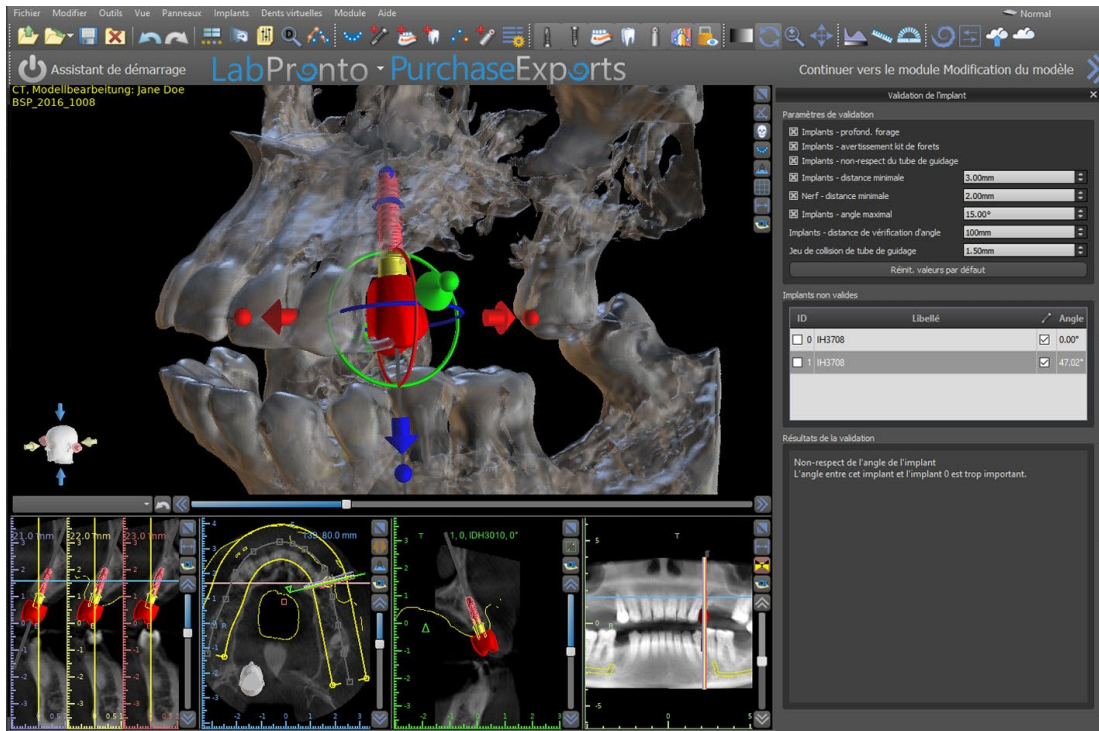 Fichier Modifier Outils Vue Panneaux Implants Dents virtuelles Module Aide
Normal
Assistant de démarrage
LabPronto - PurchaseExports
Continuer vers le module Modification du modèle
CT, Modellbearbeitung: Jane Doe
BSP_2016_1008
Validation de l'implant
Paramètres de validation
Implants - profond. forage
Implants - avertissement kit de forets
Implants - non-respect du tube de guidage
Implants - distance minimale 3.00mm
Nerf - distance minimale 2.00mm
Implants - angle maximal 15.00°
Implants - distance de vérification d'angle 100mm
Jeu de collision de tube de guidage 1.50mm
Réinit. valeurs par défaut
Implants non valides
ID Libellé Angle
0 IH3708 0.00°
1 IH3708 47.02°
Résultats de la validation
Non-respect de l'angle de l'implant
L'angle entre cet implant et l'implant 0 est trop important.
21.0 mm 22.0 mm 23.0 mm
80.0 mm
1, 0, IDH3010, 0°
T
T